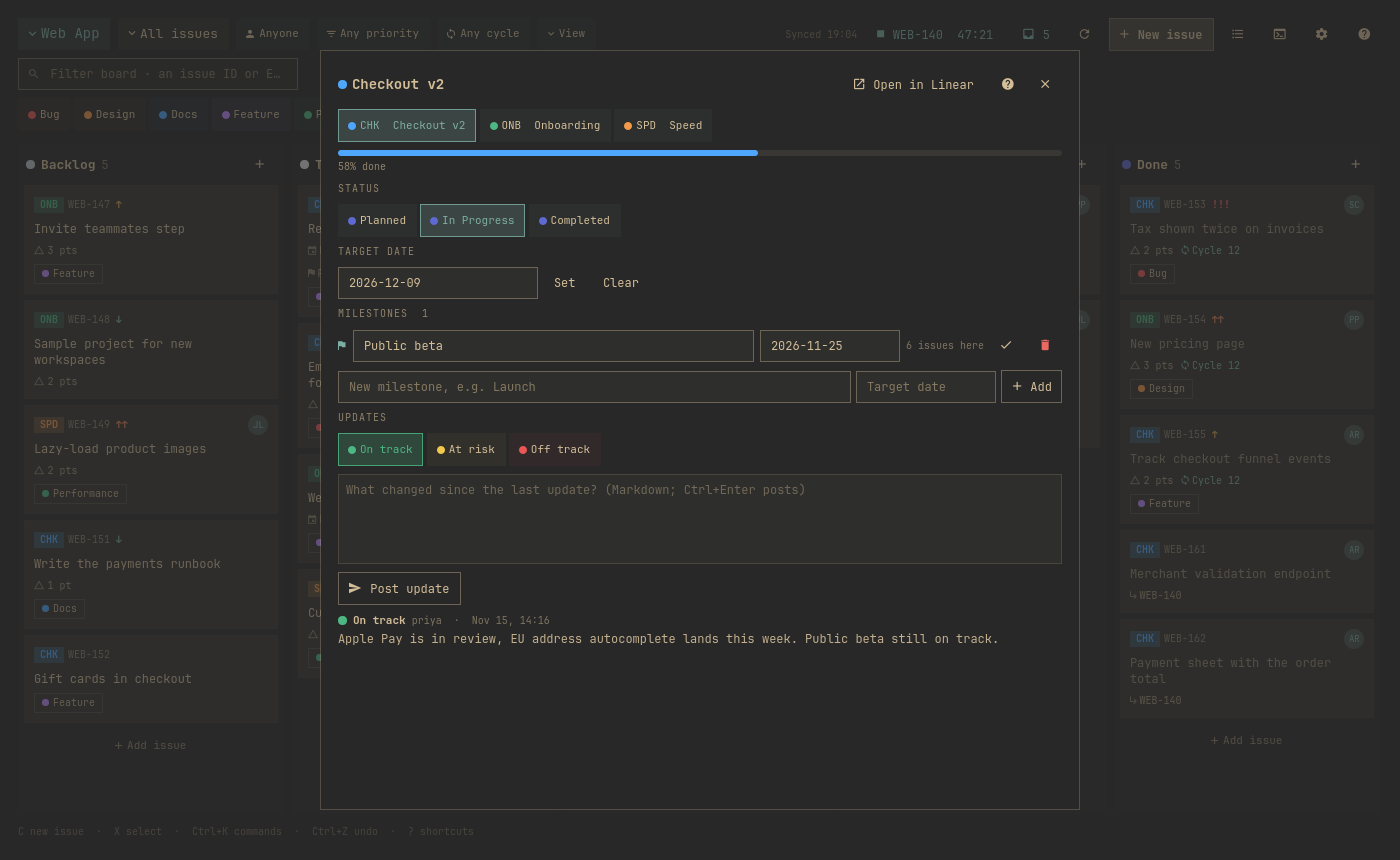 Web App
All issues
Anyone
Any priority
Any cycle
View
Synced 19:04
WEB-140 47:21
5
New issue
Filter board · an issue ID or E…
Bug
Design
Docs
Feature
Checkout v2
Open in Linear
CHK Checkout v2
ONB Onboarding
SPD Speed
58% done
STATUS
Planned
In Progress
Completed
TARGET DATE
2026-12-09
Set
Clear
MILESTONES 1
Public beta
2026-11-25
6 issues here
New milestone, e.g. Launch
Target date
Add
UPDATES
On track
At risk
Off track
What changed since the last update? (Markdown; Ctrl+Enter posts)
Post update
On track priya · Nov 15, 14:16
Apple Pay is in review, EU address autocomplete lands this week. Public beta still on track.
Backlog 5
ONB WEB-147
Invite teammates step
3 pts
Feature
ONB WEB-148
Sample project for new
workspaces
2 pts
SPD WEB-149
JL
Lazy-load product images
2 pts
Performance
CHK WEB-151
Write the payments runbook
1 pt
Docs
CHK WEB-152
Gift cards in checkout
Feature
Add issue
Done 5
CHK WEB-153 !!!
SC
Tax shown twice on invoices
2 pts Cycle 12
Bug
ONB WEB-154
PP
New pricing page
3 pts Cycle 12
Design
CHK WEB-155
AR
Track checkout funnel events
2 pts Cycle 12
Feature
CHK WEB-161
AR
Merchant validation endpoint
WEB-140
CHK WEB-162
AR
Payment sheet with the order
total
WEB-140
Add issue
C new issue · X select · Ctrl+K commands · Ctrl+Z undo · ? shortcuts